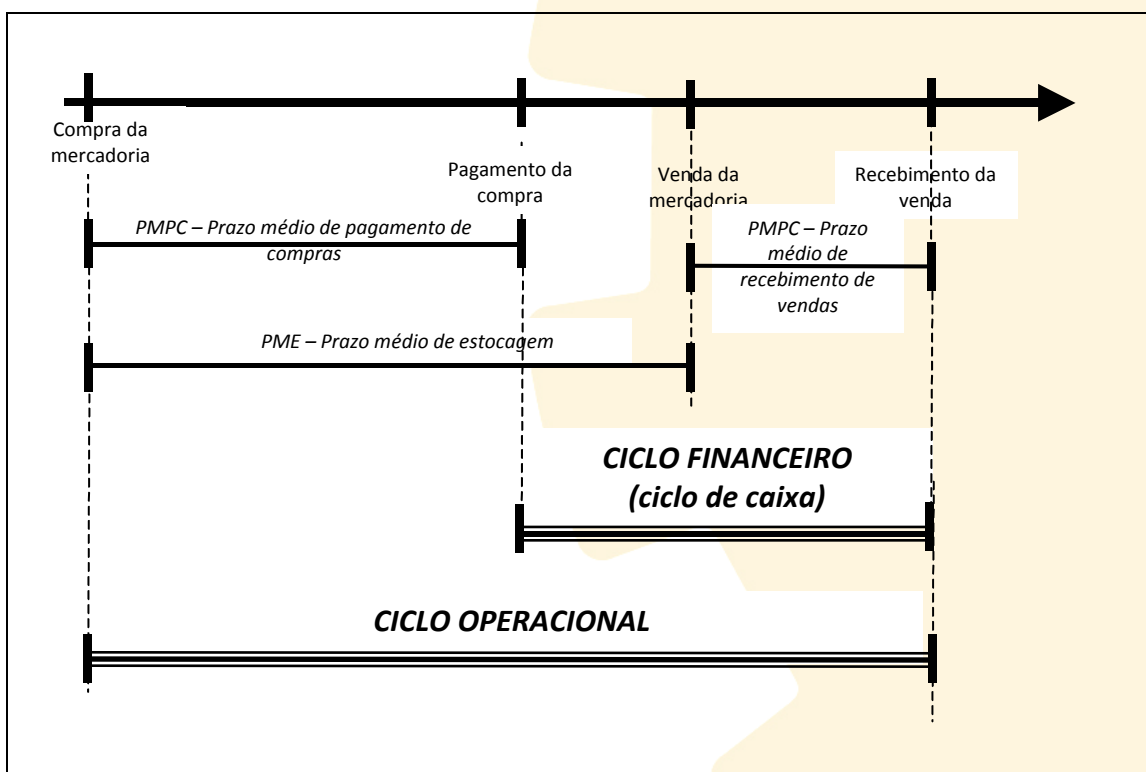 Compra da
mercadoria
Pagamento da
compra
Venda da
mercadoria
Recebimento da
venda
PMPC – Prazo médio de pagamento de
compras
PMPC – Prazo
médio de
recebimento de
vendas
PME – Prazo médio de estocagem
CICLO FINANCEIRO
(ciclo de caixa)
CICLO OPERACIONAL